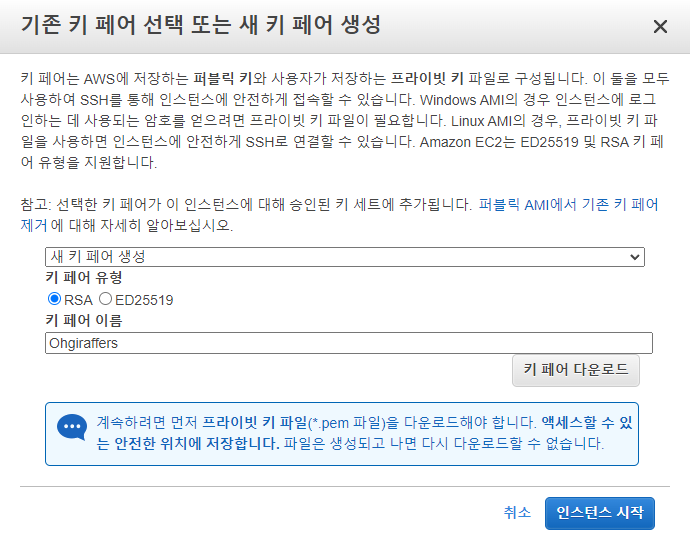 기존 키 페어 선택 또는 새 키 페어 생성
키 페어는 AWS에 저장하는 퍼블릭 키와 사용자가 저장하는 프라이빗 키 파일로 구성됩니다. 이 둘을 모두
사용하여 SSH를 통해 인스턴스에 안전하게 접속할 수 있습니다. Windows AMI의 경우 인스턴스에 로그
인하는 데 사용되는 암호를 얻으려면 프라이빗 키 파일이 필요합니다. Linux AMI의 경우, 프라이빗 키 파
일을 사용하면 인스턴스에 안전하게 SSH로 연결할 수 있습니다. Amazon EC2는 ED25519 및 RSA 키 페
어 유형을 지원합니다.
참고: 선택한 키 페어가 이 인스턴스에 대해 승인된 키 세트에 추가됩니다. 퍼블릭 AMI에서 기존 키 페어
제거 에 대해 자세히 알아보십시오.
새 키 페어 생성
키 페어 유형
RSA ED25519
키 페어 이름
Ohgiraffers
키 페어 다운로드
계속하려면 먼저 프라이빗 키 파일(*.pem 파일)을 다운로드해야 합니다. 액세스할 수 있
는 안전한 위치에 저장합니다. 파일은 생성되고 나면 다시 다운로드할 수 없습니다.
취소 인스턴스 시작